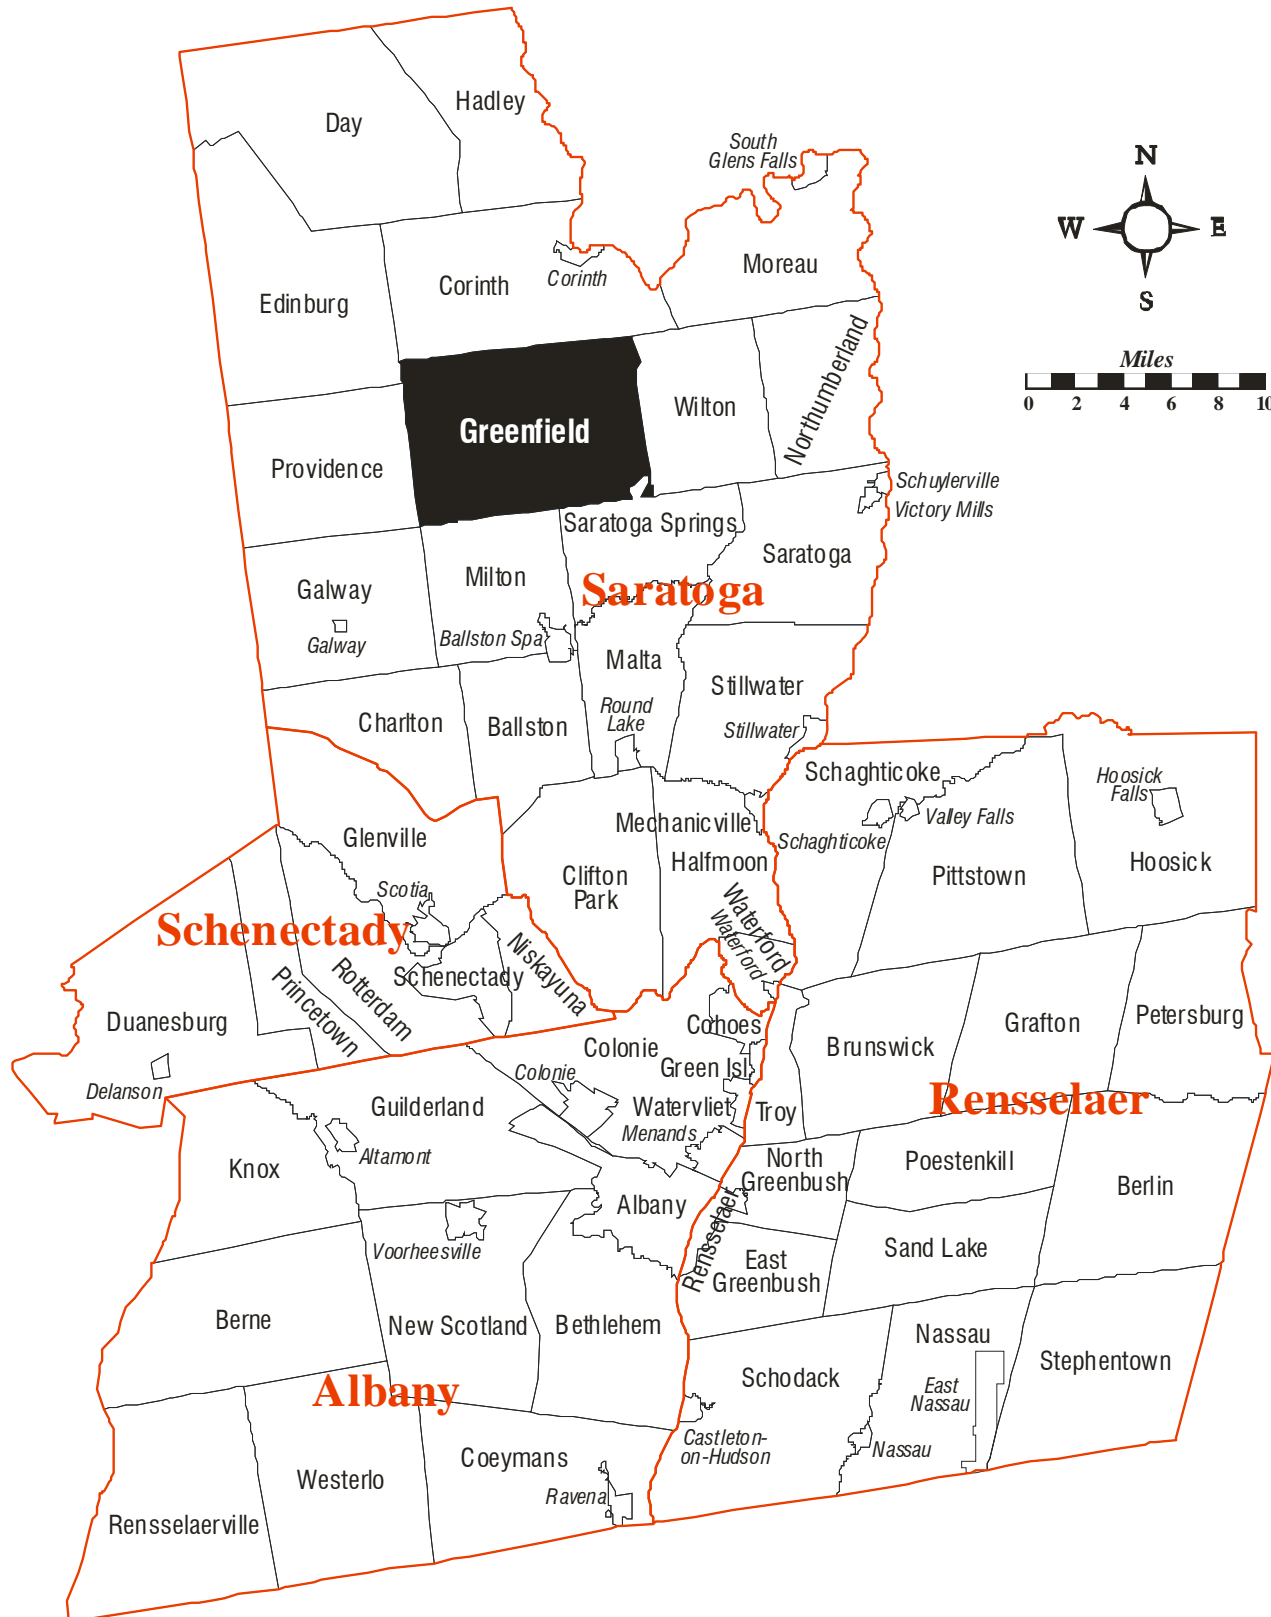 Hadley
Day
South
Glens Falls
N
W
E
S
Moreau
Corinth
Corinth
Edinburg
Miles
0 2 4 6 8 10
Northumberland
Wilton
Greenfield
Providence
Schuylerville
Victory Mills
Saratoga Springs
Saratoga
Milton
Galway
Saratoga
Galway
Ballston Spa
Malta
Stillwater
Round
Lake
Charlton
Ballston
Stillwater
Schaghticoke
Hoosick
Falls
Valley Falls
Mechanicville
Schaghticoke
Glenville
Halfmoon
Hoosick
Pittstown
Clifton
Park
Scotia
Waterford
Waterford
Schenectady
Niskayuna
Schenectady
Rotterdam
Princetown
Duanesburg
Cohoes
Petersburg
Grafton
Brunswick
Colonie
Green Isl.
Colonie
Delanson
Rensselaer
Guilderland
Watervliet
Troy
Menands
Altamont
Knox
North
Greenbush
Poestenkill
Berlin
Albany
Rensselaer
Voorheesville
Sand Lake
East
Greenbush
Berne
New Scotland
Bethlehem
Nassau
Stephentown
Schodack
Albany
East
Nassau
Castleton-
on-Hudson
Nassau
Coeymans
Westerlo
Ravena
Rensselaerville